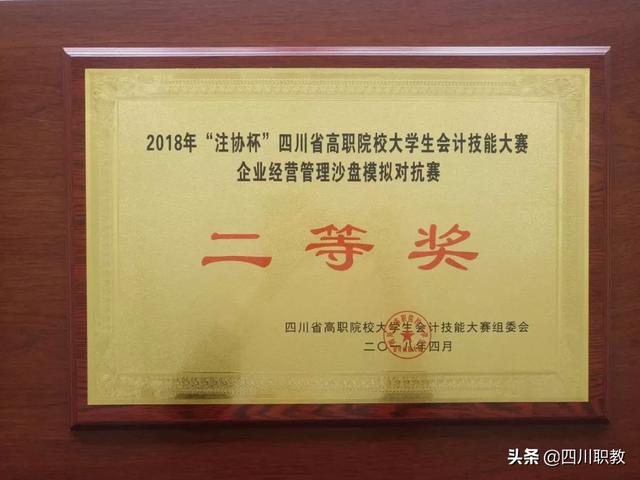 2018年“注协杯”四川省高职院校大学生会计技能大赛
企业经营管理沙盘模拟对抗赛
二等奖
四川省高职院校大学生会计技能大赛组委会
二〇一八年四月
头条 @四川职教